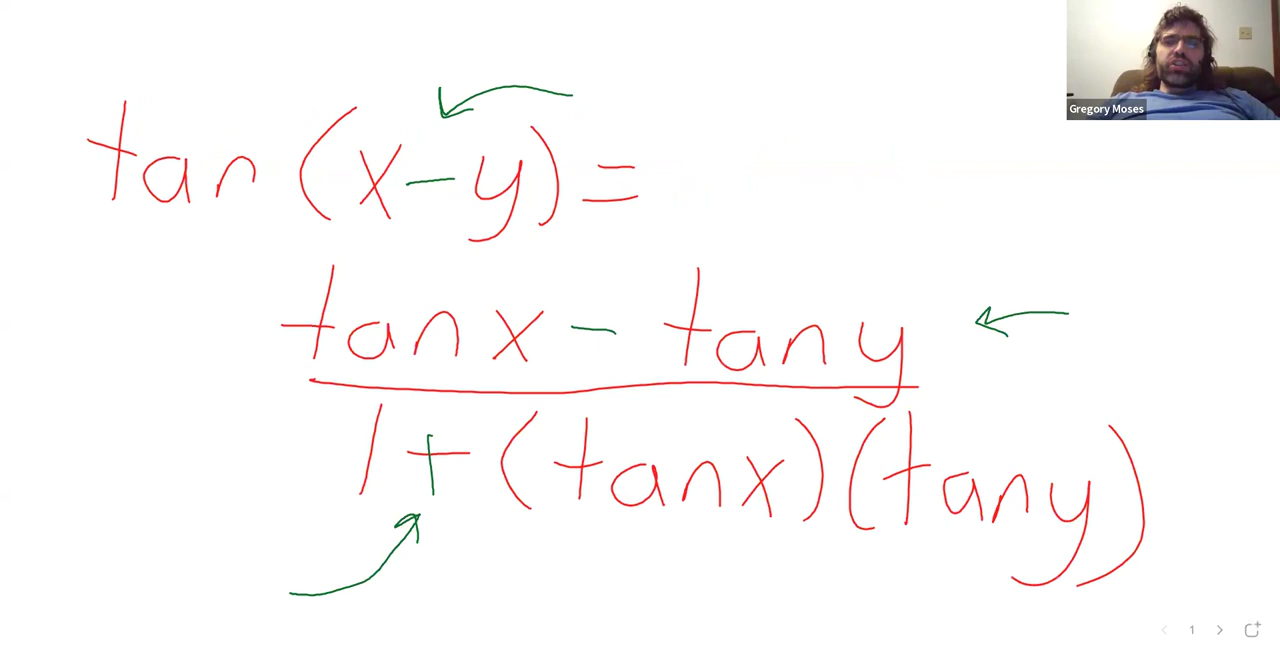 Gregory Moses
tan(x-y)=
tanx - tany
1+(tanx)(tany)
1